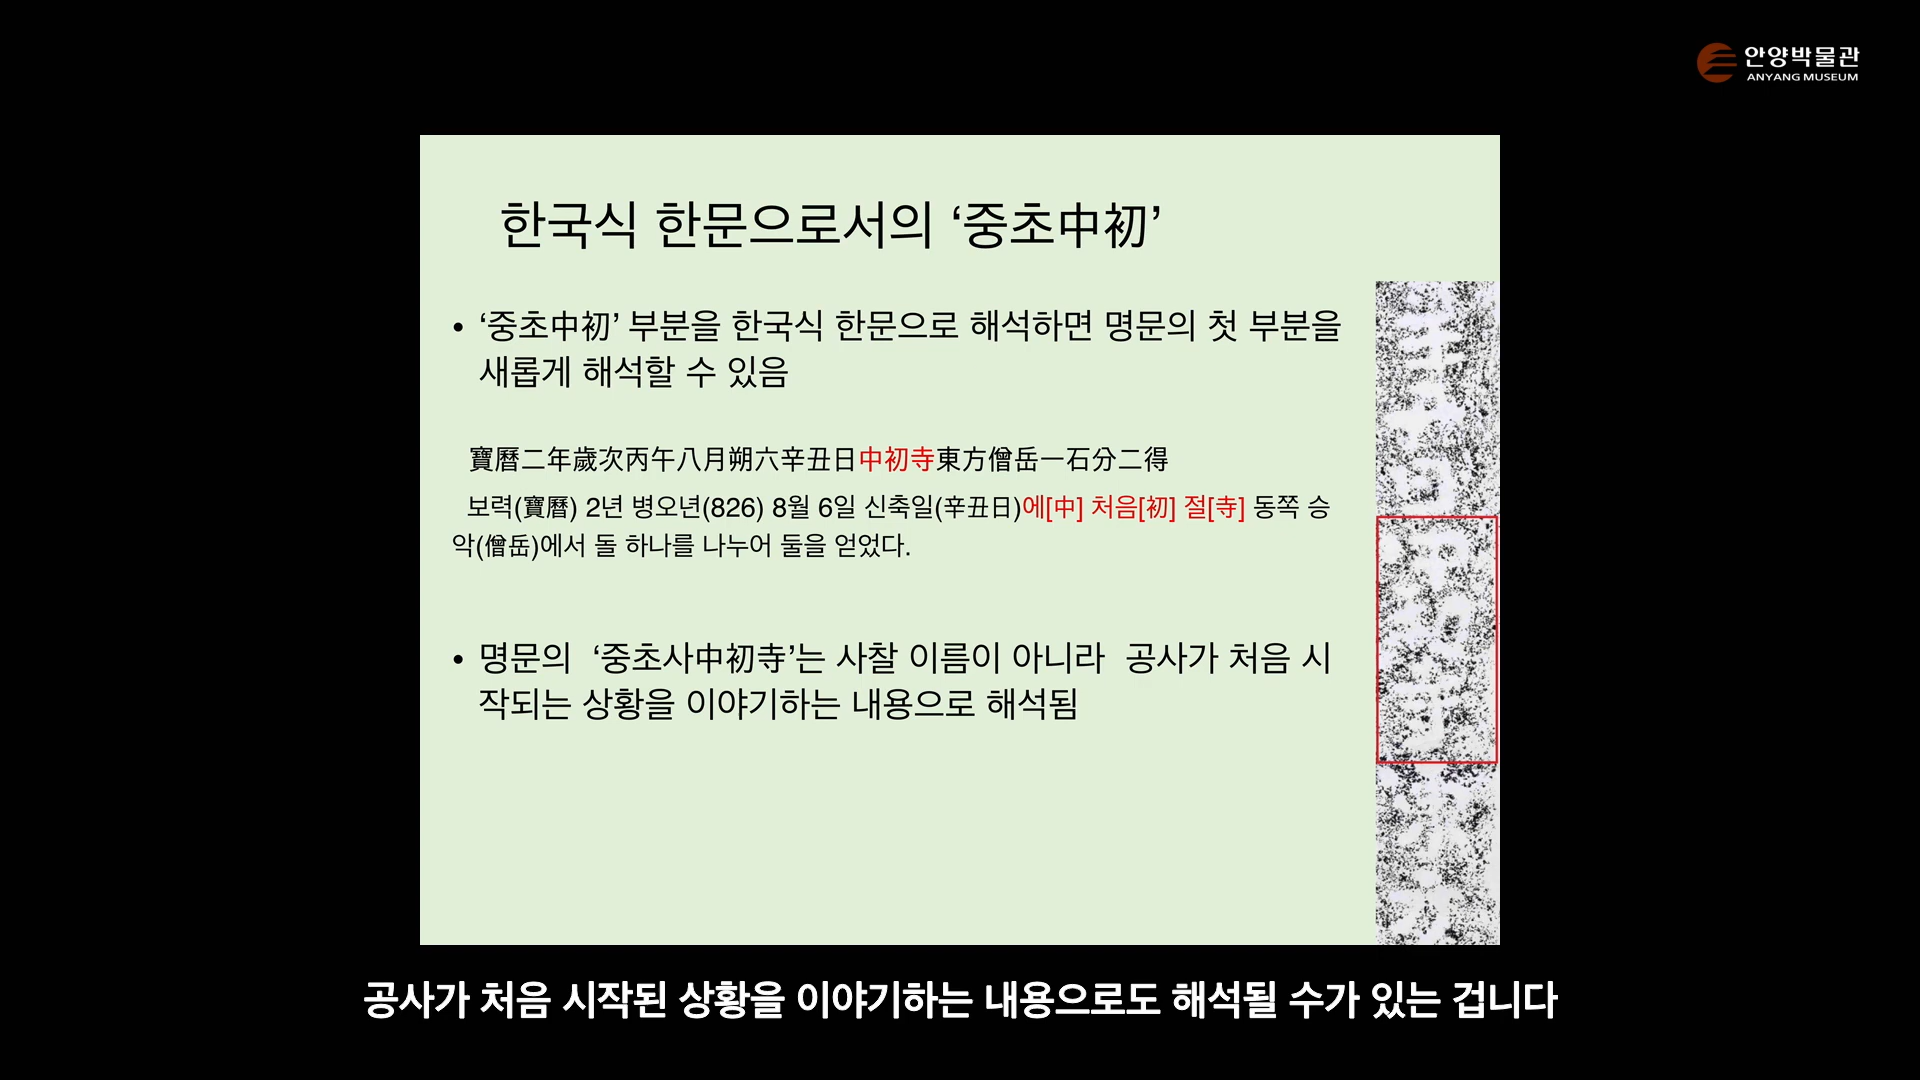 안양박물관
ANYANG MUSEUM
한국식 한문으로서의 ‘중초中初’
• ‘중초中初’ 부분을 한국식 한문으로 해석하면 명문의 첫 부분을
새롭게 해석할 수 있음
寶曆二年歲次丙午八月朔六辛丑日中初寺東方僧岳一石分二得
보력(寶曆) 2년 병오년(826) 8월 6일 신축일(辛丑日)에[中] 처음[初] 절[寺] 동쪽 승
악(僧岳)에서 돌 하나를 나누어 둘을 얻었다.
• 명문의 ‘중초사中初寺’는 사찰 이름이 아니라 공사가 처음 시
작되는 상황을 이야기하는 내용으로 해석됨
공사가 처음 시작된 상황을 이야기하는 내용으로도 해석될 수가 있는 겁니다